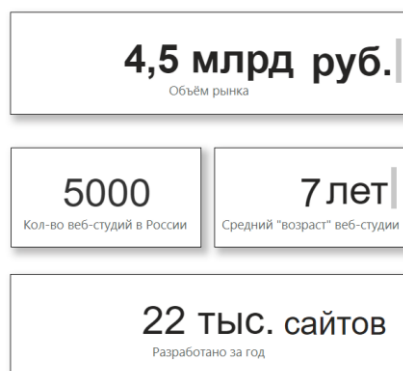 4,5 млрд руб.
Объём рынка
5000
Кол-во веб-студий в России
7 лет
Средний "возраст" веб-студии
22 тыс. сайтов
Разработано за год